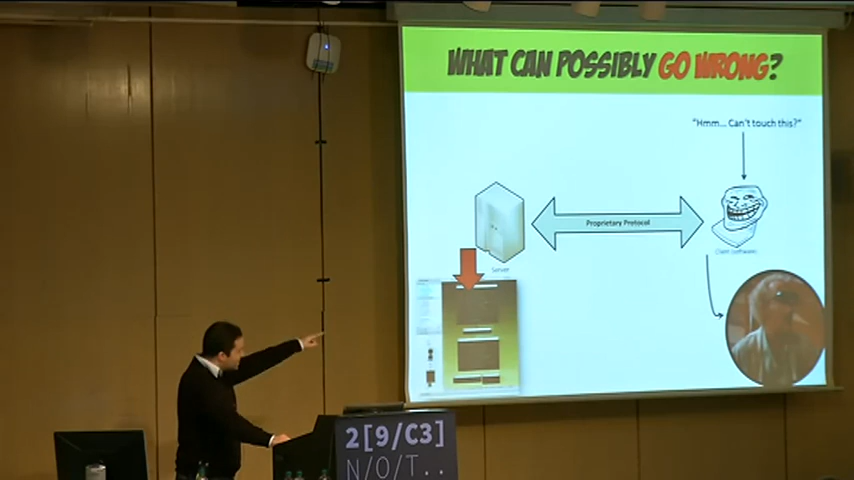 WHAT CAN POSSIBLY GO WRONG?
"Hmm... Can't touch this?"
Proprietary Protocol
Client (software)
Server
2[9/C3]
N/O/T..